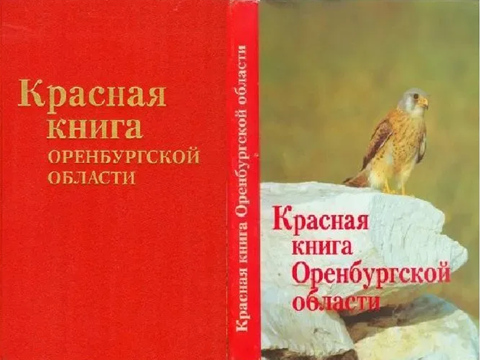 Красная
книга
ОРЕНБУРГСКОЙ
ОБЛАСТИ
Красная книга Оренбургской области
Красная
книга
Оренбургской
области